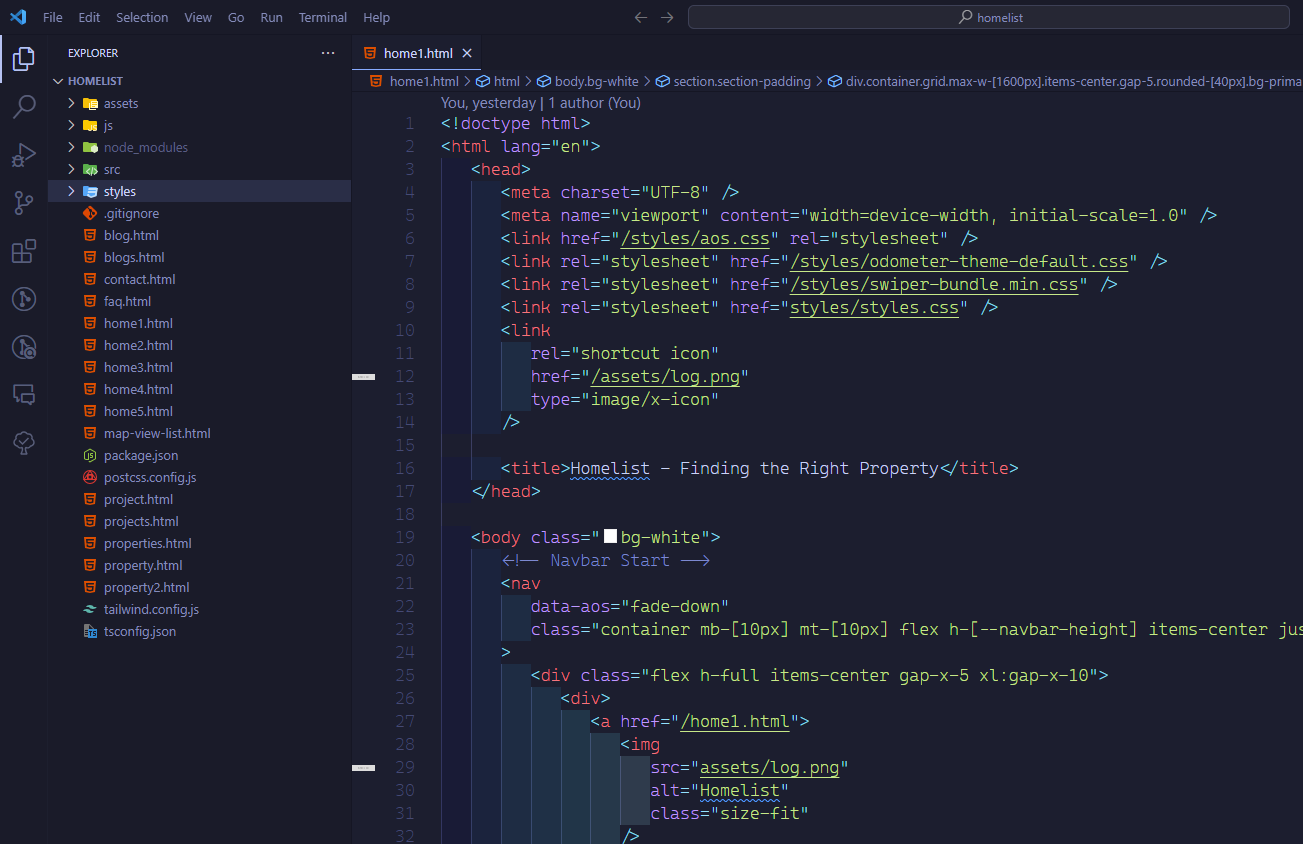 File Edit Selection View Go Run Terminal Help
homelist
EXPLORER
HOMELIST
assets
js
node_modules
src
styles
.gitignore
blog.html
blogs.html
contact.html
faq.html
home1.html
home2.html
home3.html
home4.html
home5.html
map-view-list.html
package.json
postcss.config.js
project.html
projects.html
properties.html
property.html
property2.html
tailwind.config.js
tsconfig.json
home1.html
home1.html > html > body.bg-white > section.section-padding > div.container.grid.max-w-[1600px].items-center.gap-5.rounded-[40px].bg-prima
You, yesterday | 1 author (You)
1 <!doctype html>
2 <html lang="en">
3 <head>
4 <meta charset="UTF-8" />
5 <meta name="viewport" content="width=device-width, initial-scale=1.0" />
6 <link href="/styles/aos.css" rel="stylesheet" />
7 <link rel="stylesheet" href="/styles/odometer-theme-default.css" />
8 <link rel="stylesheet" href="/styles/swiper-bundle.min.css" />
9 <link rel="stylesheet" href="styles/styles.css" />
10 <link
11 rel="shortcut icon"
12 href="/assets/log.png"
13 type="image/x-icon"
14 />
15
16 <title>Homelist - Finding the Right Property</title>
17 </head>
18
19 <body class="bg-white">
20 <!-- Navbar Start -->
21 <nav
22 data-aos="fade-down"
23 class="container mb-[10px] mt-[10px] flex h-[--navbar-height] items-center jus
24 >
25 <div class="flex h-full items-center gap-x-5 xl:gap-x-10">
26 <div>
27 <a href="/home1.html">
28 <img
29 src="assets/log.png"
30 alt="Homelist"
31 class="size-fit"
32 />